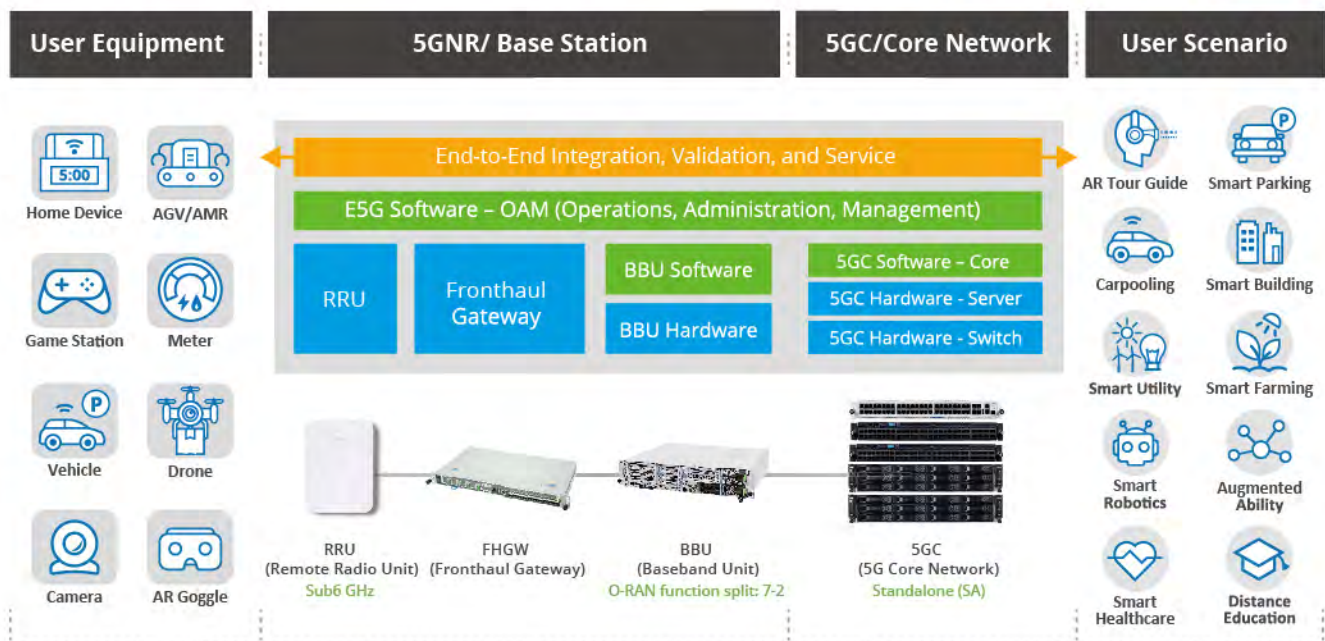 User Equipment
5GNR/ Base Station
5GC/Core Network
User Scenario
5:00
Home Device
AGV/AMR
Game Station
Meter
P
Vehicle
Drone
Camera
AR Goggle
End-to-End Integration, Validation, and Service
E5G Software – OAM (Operations, Administration, Management)
RRU
Fronthaul
Gateway
BBU Software
BBU Hardware
5GC Software – Core
5GC Hardware - Server
5GC Hardware - Switch
RRU
(Remote Radio Unit)
Sub6 GHz
FHGW
(Fronthaul Gateway)
BBU
(Baseband Unit)
O-RAN function split: 7-2
5GC
(5G Core Network)
Standalone (SA)
AR Tour Guide
P
Smart Parking
Carpooling
Smart Building
Smart Utility
Smart Farming
Smart
Robotics
Augmented
Ability
Smart
Healthcare
Distance
Education